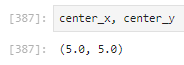 [387]: center_x, center_y
[387]: (5.0, 5.0)